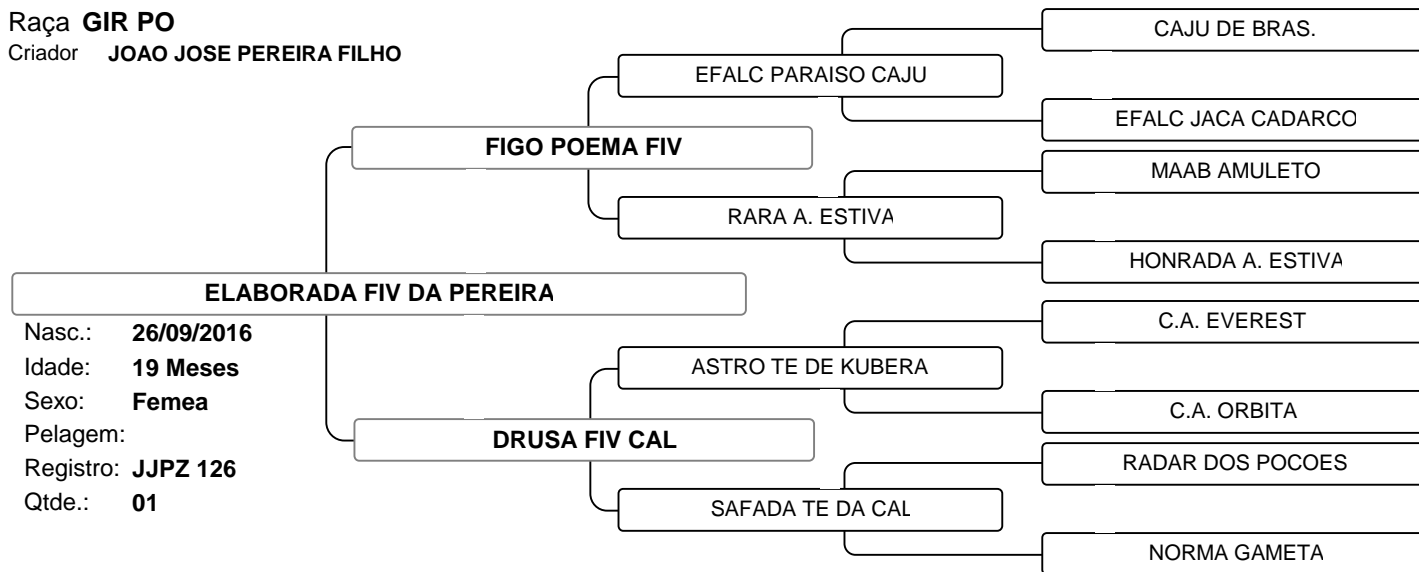 Raça GIR PO
Criador JOAO JOSE PEREIRA FILHO
CAJU DE BRAS.
EFALC PARAISO CAJU
EFALC JACA CADARCO
FIGO POEMA FIV
MAAB AMULETO
RARA A. ESTIVA
HONRADA A. ESTIVA
ELABORADA FIV DA PEREIRA
Nasc.: 26/09/2016
Idade: 19 Meses
Sexo: Femea
Pelagem:
Registro: JJPZ 126
Qtde.: 01
C.A. EVEREST
ASTRO TE DE KUBERA
C.A. ORBITA
DRUSA FIV CAL
RADAR DOS POCOES
SAFADA TE DA CAL
NORMA GAMETA